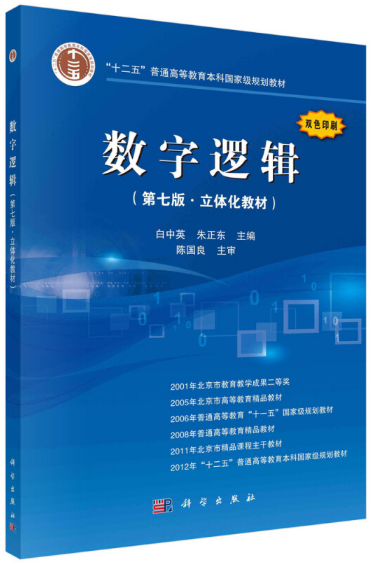 "十二五"普通高等教育本科国家级规划教材
双色印刷
数字逻辑
(第七版·立体化教材)
白中英 朱正东 主编
陈国良 主审
2001年北京市教育教学成果二等奖
2005年北京市高等教育精品教材
2006年普通高等教育"十一五"国家级规划教材
2008年普通高等教育精品教材
2011年北京市精品课程主干教材
2012年"十二五"普通高等教育本科国家级规划教材
科学出版社
数字逻辑
(第七版·立体化教材)
科学出版社